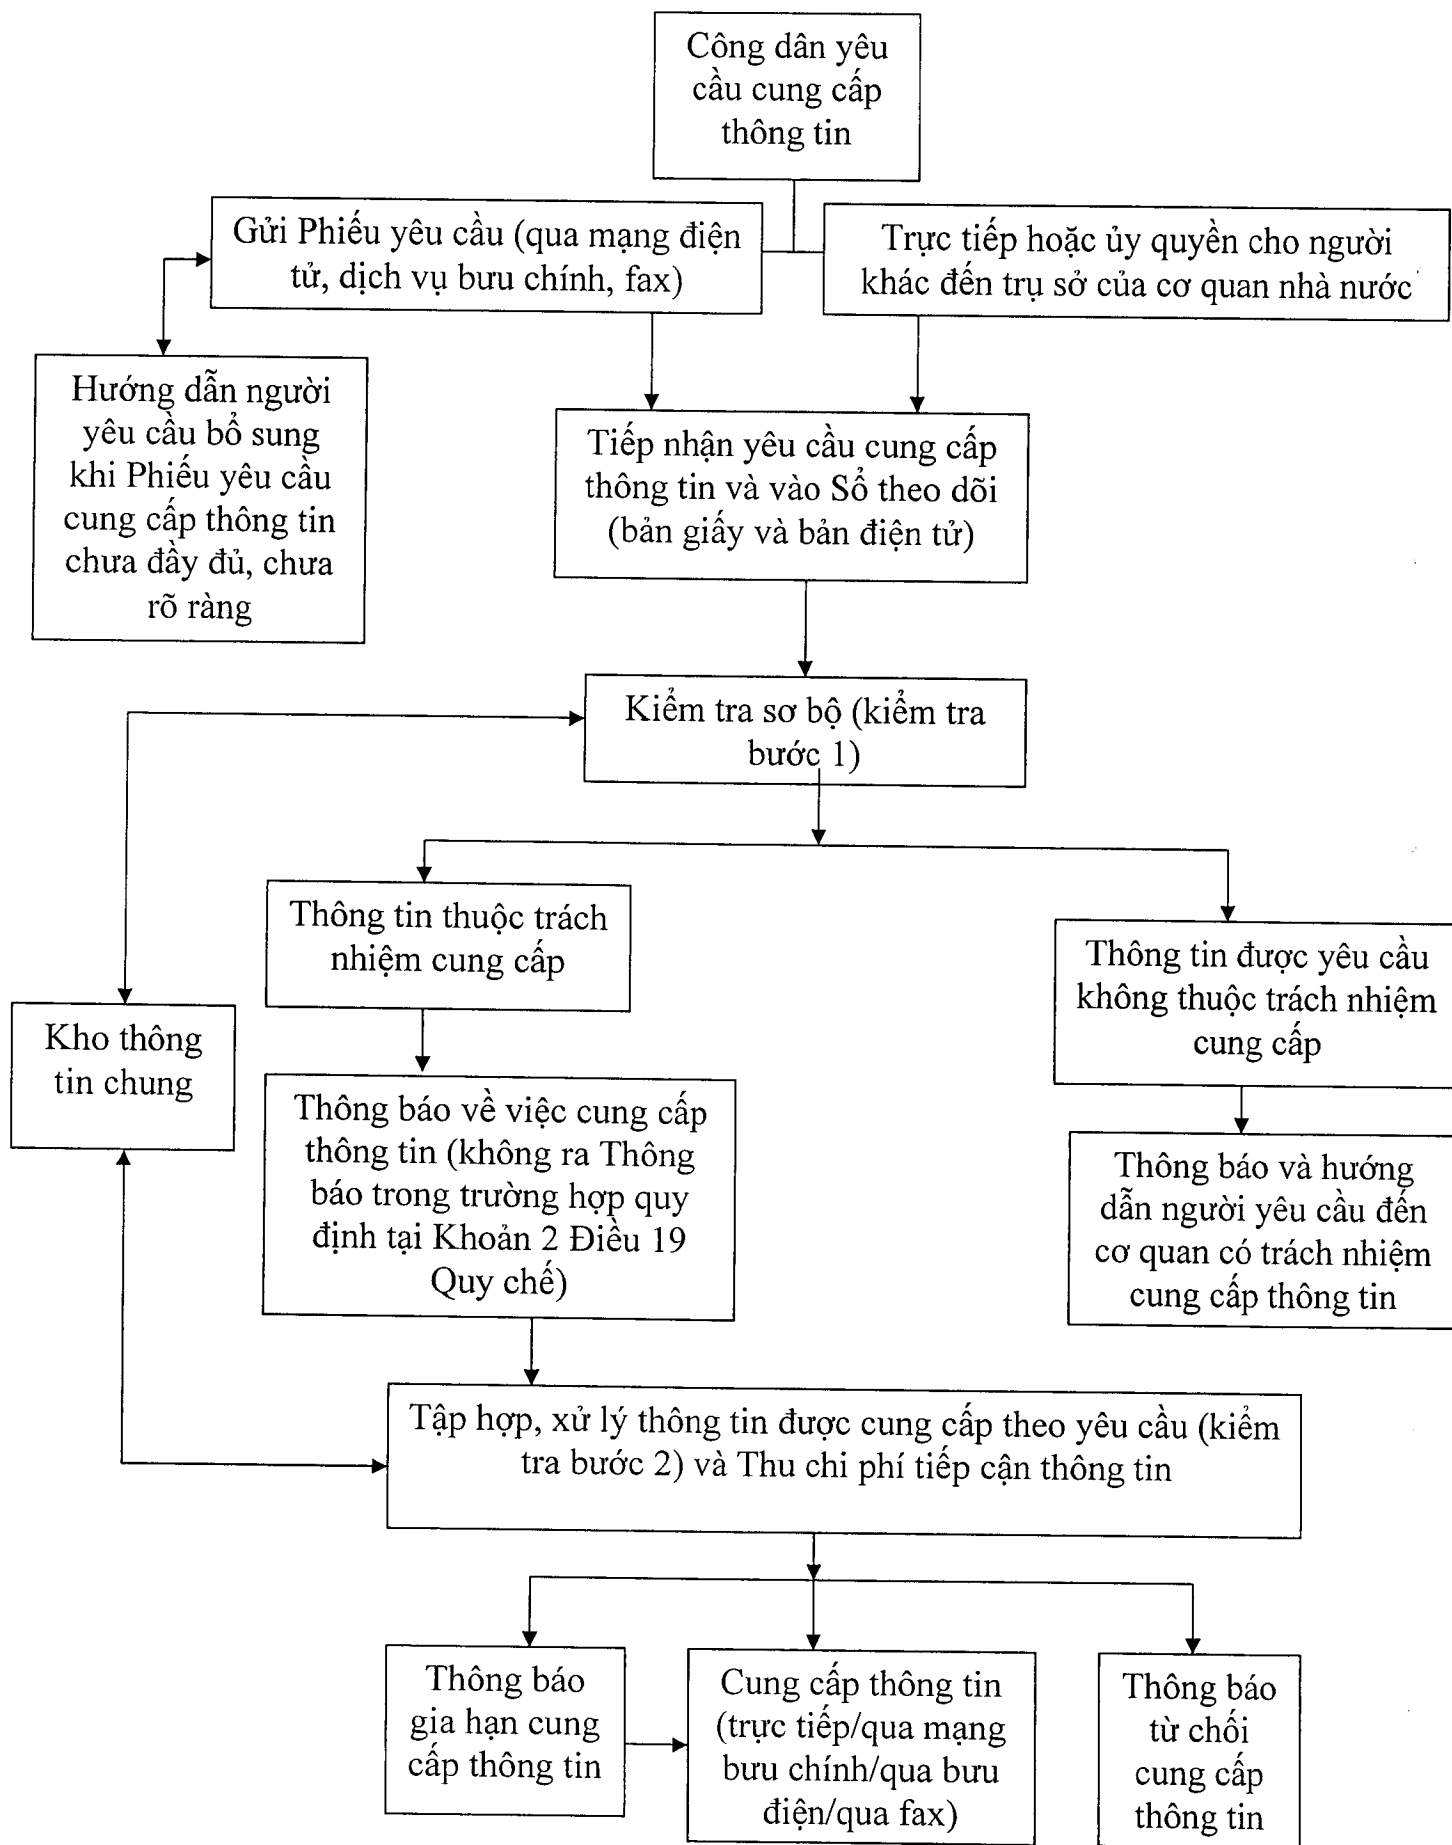 Công dân yêu
cầu cung cấp
thông tin
Gửi Phiếu yêu cầu (qua mạng điện
tử, dịch vụ bưu chính, fax)
Trực tiếp hoặc ủy quyền cho người
khác đến trụ sở của cơ quan nhà nước
Hướng dẫn người
yêu cầu bổ sung
khi Phiếu yêu cầu
cung cấp thông tin
chưa đầy đủ, chưa
rõ ràng
Tiếp nhận yêu cầu cung cấp
thông tin và vào Sổ theo dõi
(bản giấy và bản điện tử)
Kiểm tra sơ bộ (kiểm tra
bước 1)
Thông tin thuộc trách
nhiệm cung cấp
Thông tin được yêu cầu
không thuộc trách nhiệm
cung cấp
Kho thông
tin chung
Thông báo về việc cung cấp
thông tin (không ra Thông
báo trong trường hợp quy
định tại Khoản 2 Điều 19
Quy chế)
Thông báo và hướng
dẫn người yêu cầu đến
cơ quan có trách nhiệm
cung cấp thông tin
Tập hợp, xử lý thông tin được cung cấp theo yêu cầu (kiểm
tra bước 2) và Thu chi phí tiếp cận thông tin
Thông báo
gia hạn cung
cấp thông tin
Cung cấp thông tin
(trực tiếp/qua mạng
bưu chính/qua bưu
điện/qua fax)
Thông báo
từ chối
cung cấp
thông tin